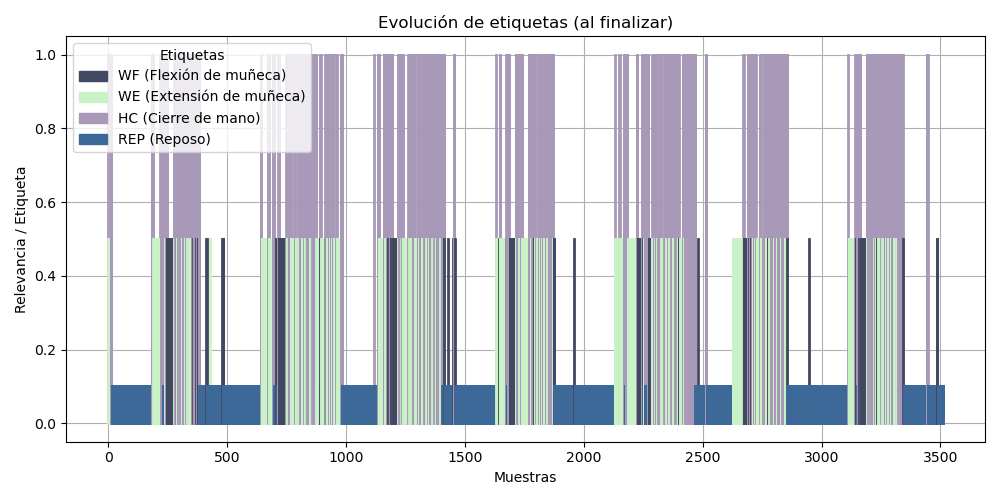 Evolución de etiquetas (al finalizar)
Etiquetas
WF (Flexión de muñeca)
WE (Extensión de muñeca)
HC (Cierre de mano)
REP (Reposo)
Relevancia / Etiqueta
1.0
0.8
0.6
0.4
0.2
0.0
0 500 1000 1500 2000 2500 3000 3500
Muestras